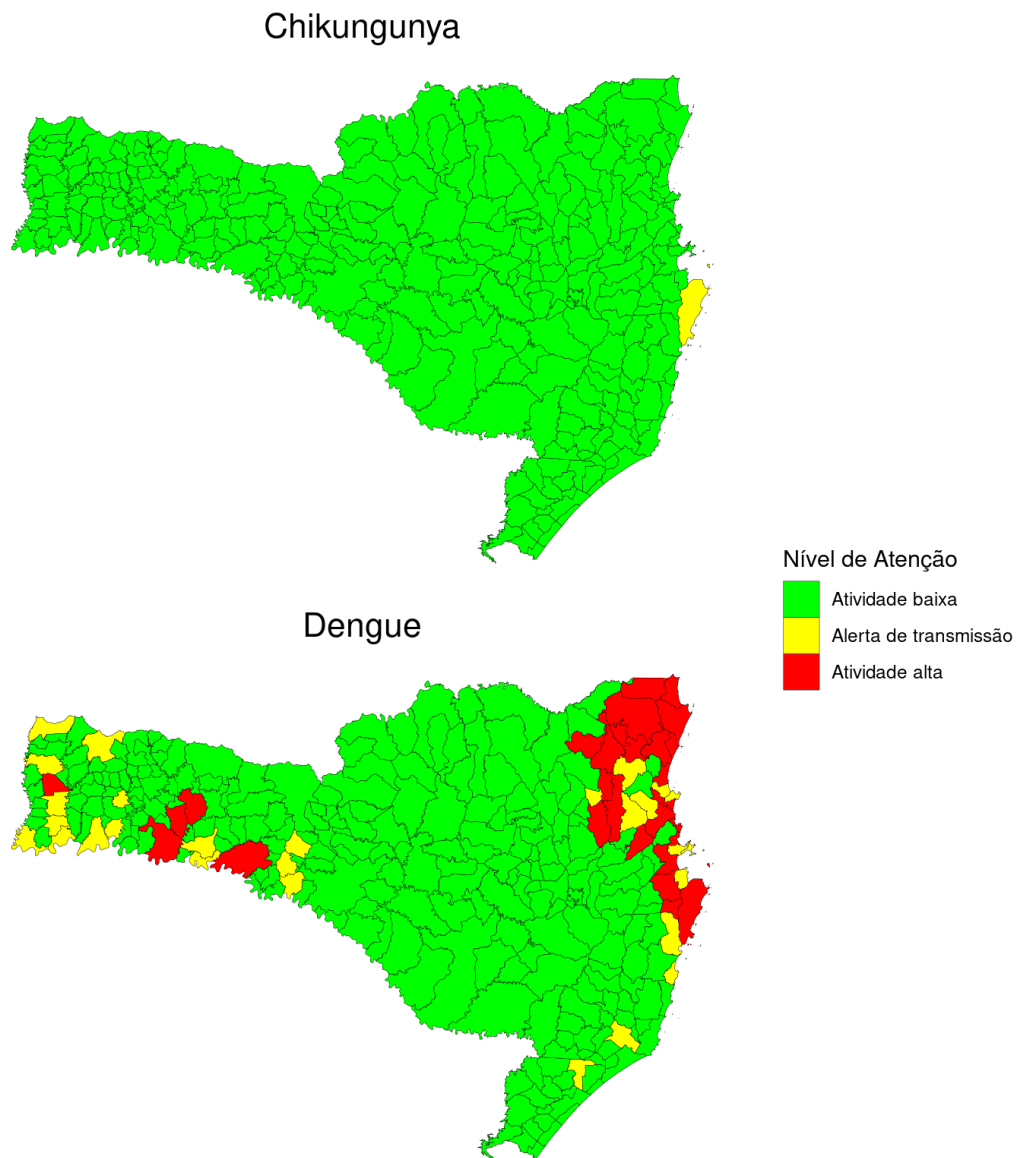 Chikungunya
Nível de Atenção
Atividade baixa
Alerta de transmissão
Atividade alta
Dengue